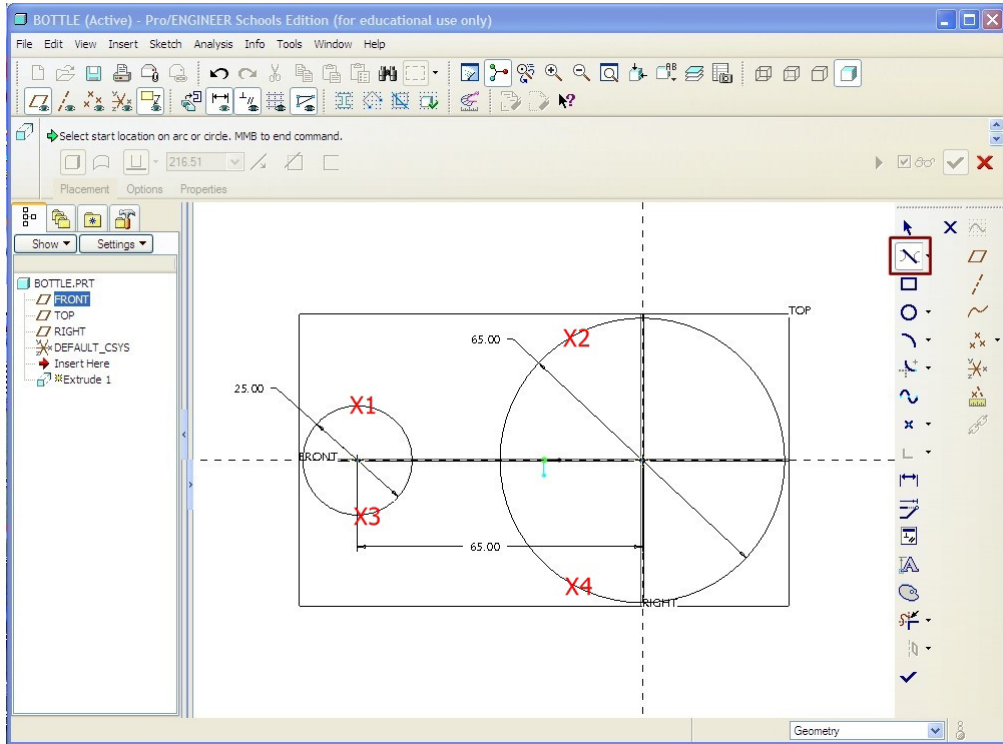 BOTTLE (Active) - Pro/ENGINEER Schools Edition (for educational use only)
File Edit View Insert Sketch Analysis Info Tools Window Help
Select start location on arc or circle. MMB to end command.
216.51
Placement Options Properties
Show Settings
BOTTLE.PRT
FRONT
TOP
RIGHT
DEFAULT_CSYS
Insert Here
Extrude 1
TOP
65.00 X2
25.00
X1
FRONT
X3
65.00
X4
RIGHT
Geometry